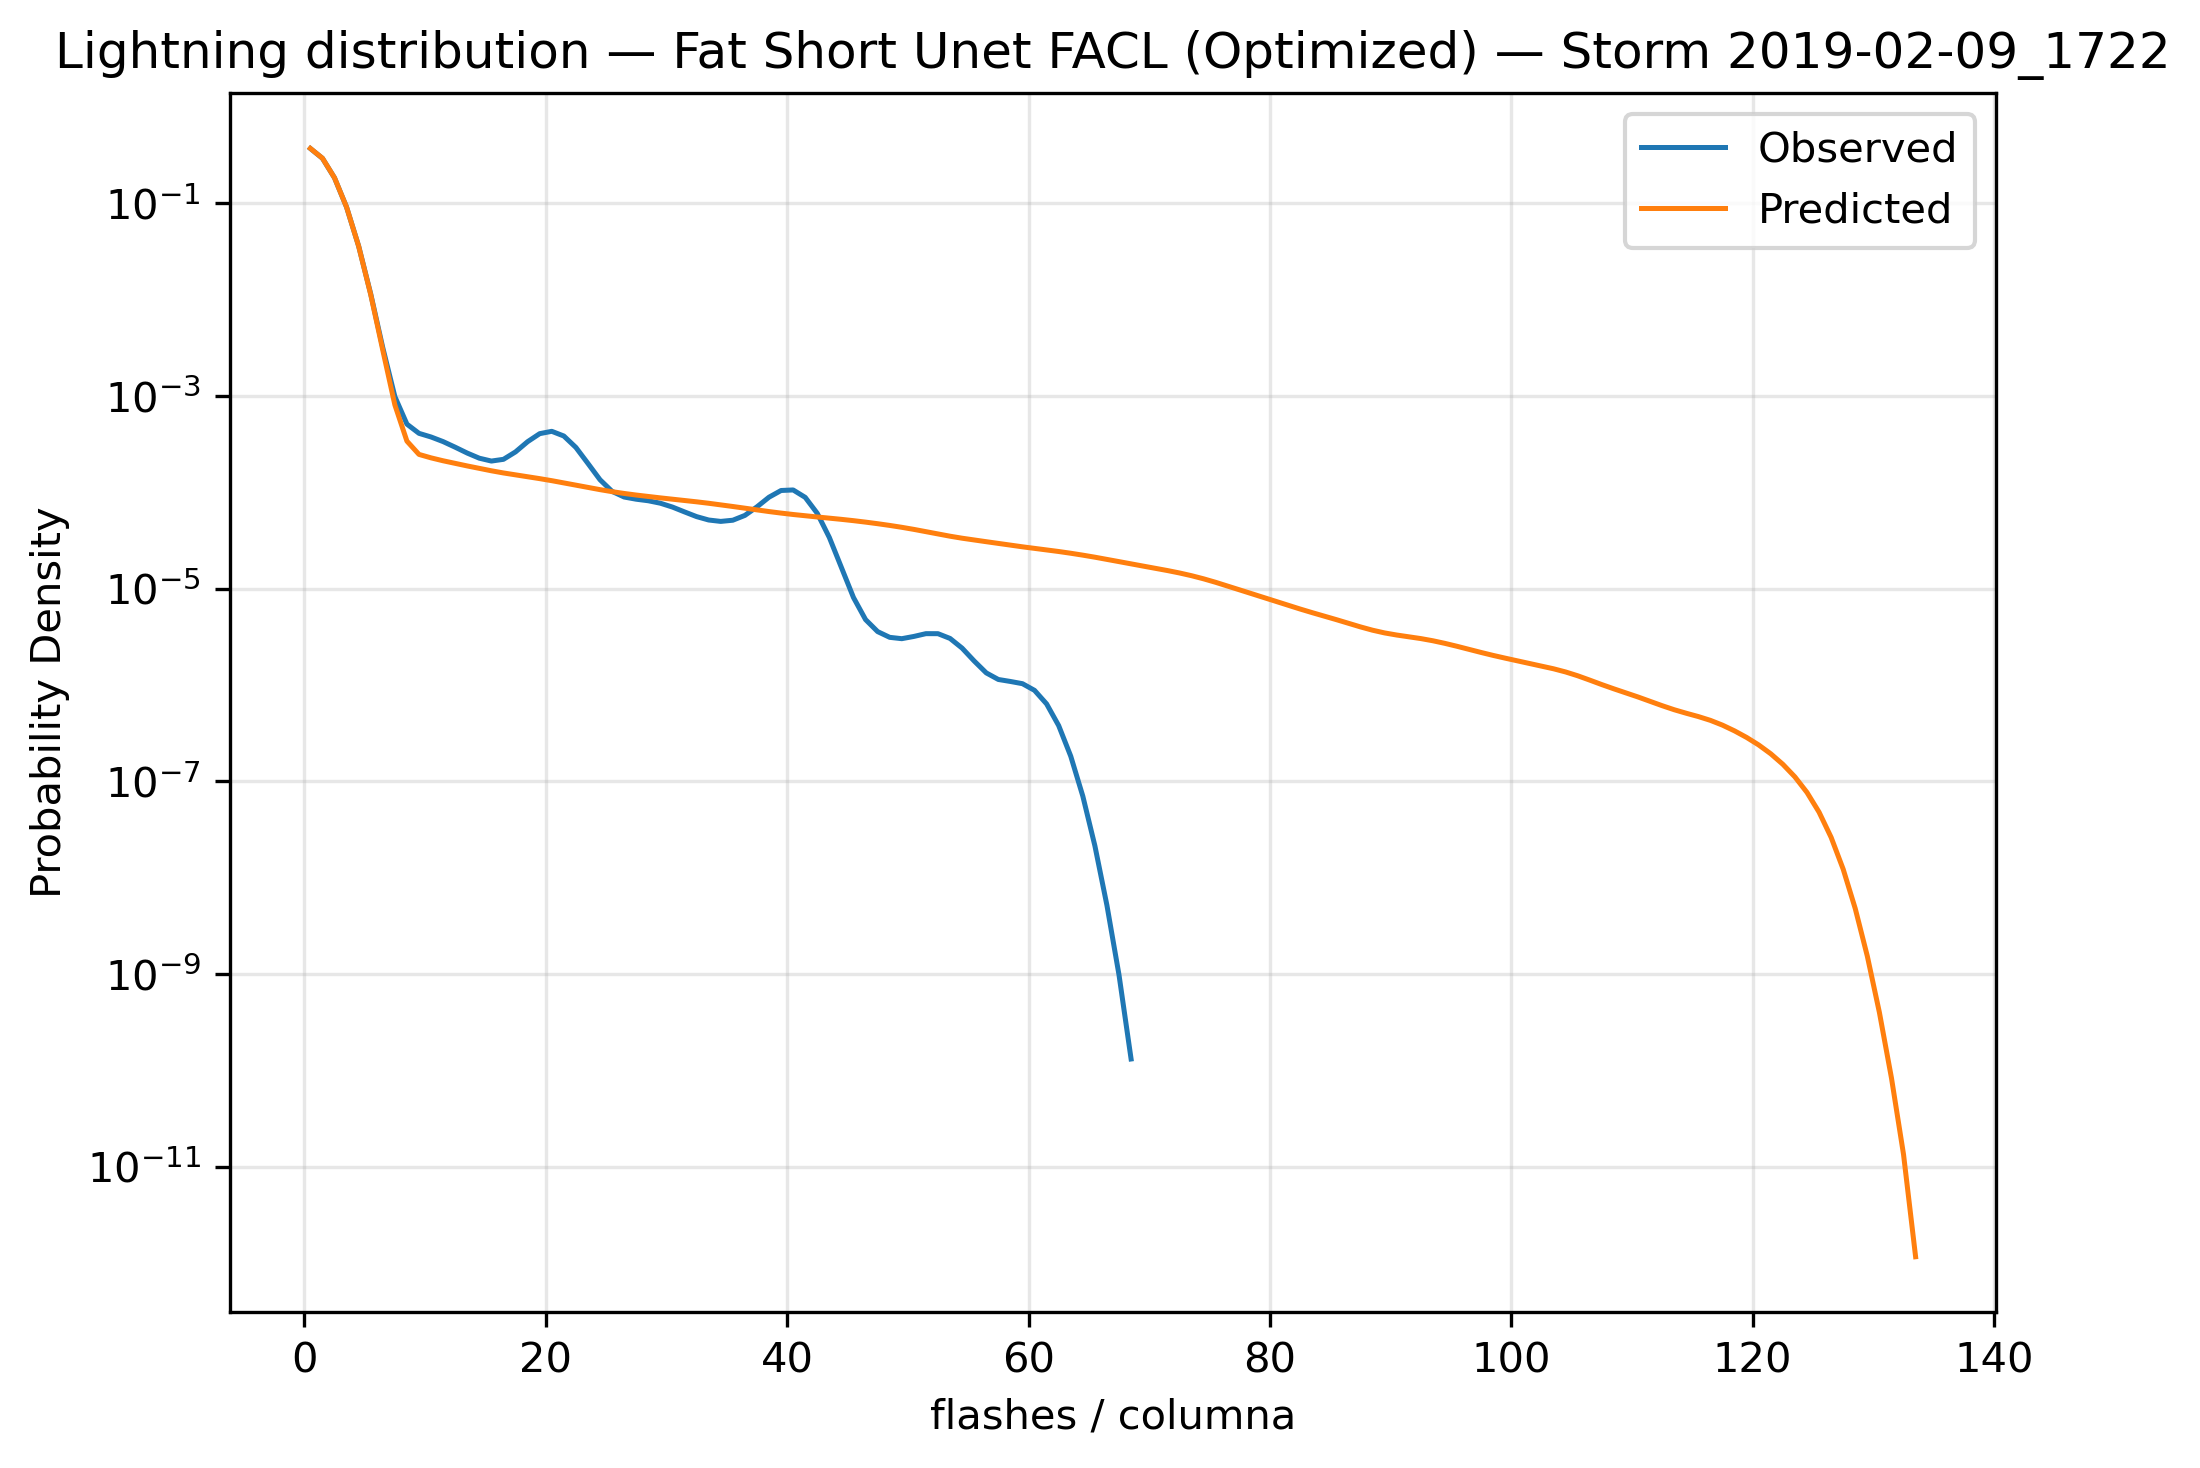 Lightning distribution — Fat Short Unet FACL (Optimized) — Storm 2019-02-09_1722
Observed
Predicted
Probability Density
10⁻¹
10⁻³
10⁻⁵
10⁻⁷
10⁻⁹
10⁻¹¹
0 20 40 60 80 100 120 140
flashes / columna